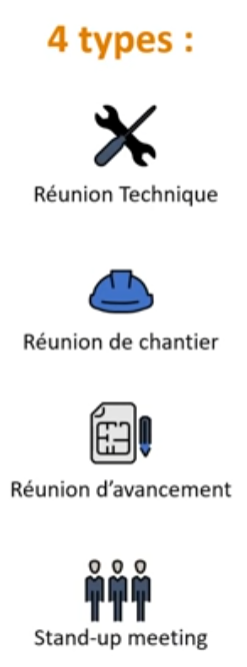 4 types :
Réunion Technique
Réunion de chantier
Réunion d’avancement
Stand-up meeting